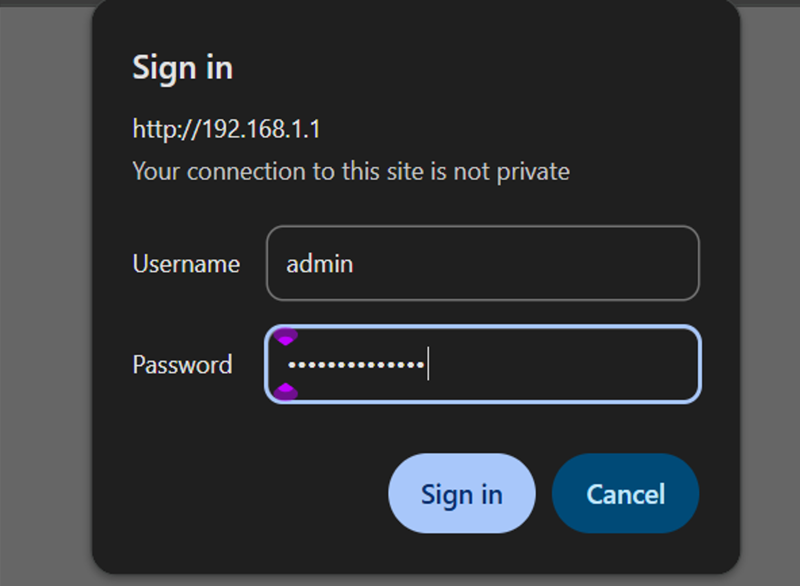 Sign in
http://192.168.1.1
Your connection to this site is not private
Username admin
Password ••••••••••••••
Sign in Cancel